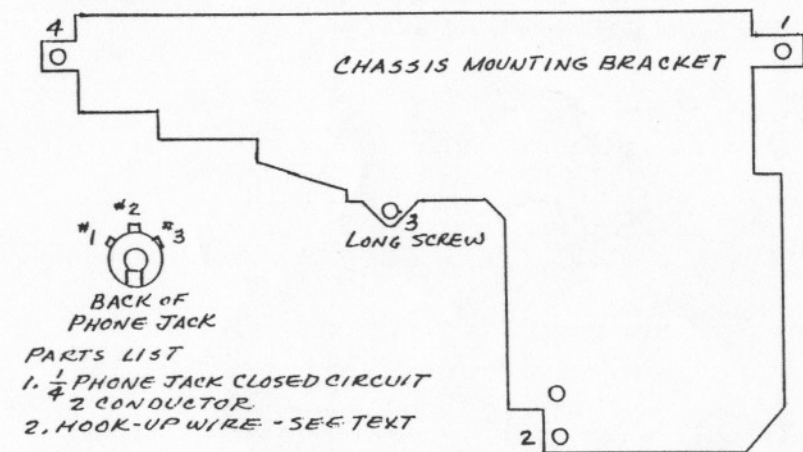 4
1
CHASSIS MOUNTING BRACKET
3
LONG SCREW
#1 #2 #3
BACK OF
PHONE JACK
PARTS LIST
1. 1/4 PHONE JACK CLOSED CIRCUIT
2 CONDUCTOR
2. HOOK-UP WIRE - SEE TEXT
2